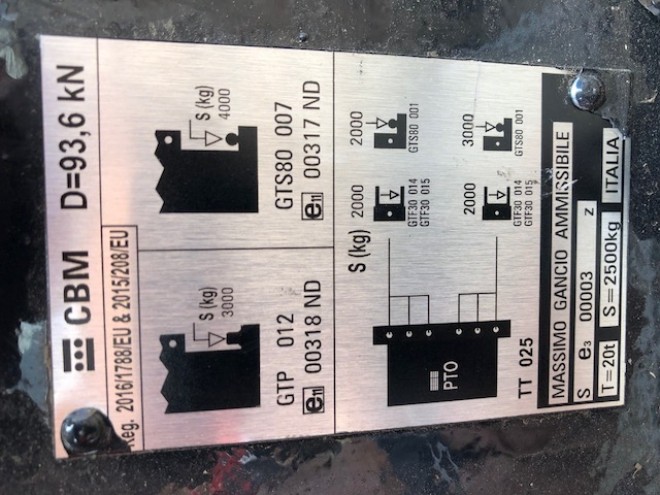 CBM D=93,6 kN
Reg. 2016/1788/EU & 2015/208/EU
S (kg)
3000
GTP 012
e11 00318 ND
S (kg)
4000
GTS80 007
e11 00317 ND
S (kg)
2000
GTF30 014
GTF30 015
2000
GTS80 001
2000
GTF30 014
GTF30 015
3000
GTS80 001
PTO
TT 025
MASSIMO GANCIO AMMISSIBILE
S e3 00003 z
T=20t S=2500kg ITALIA